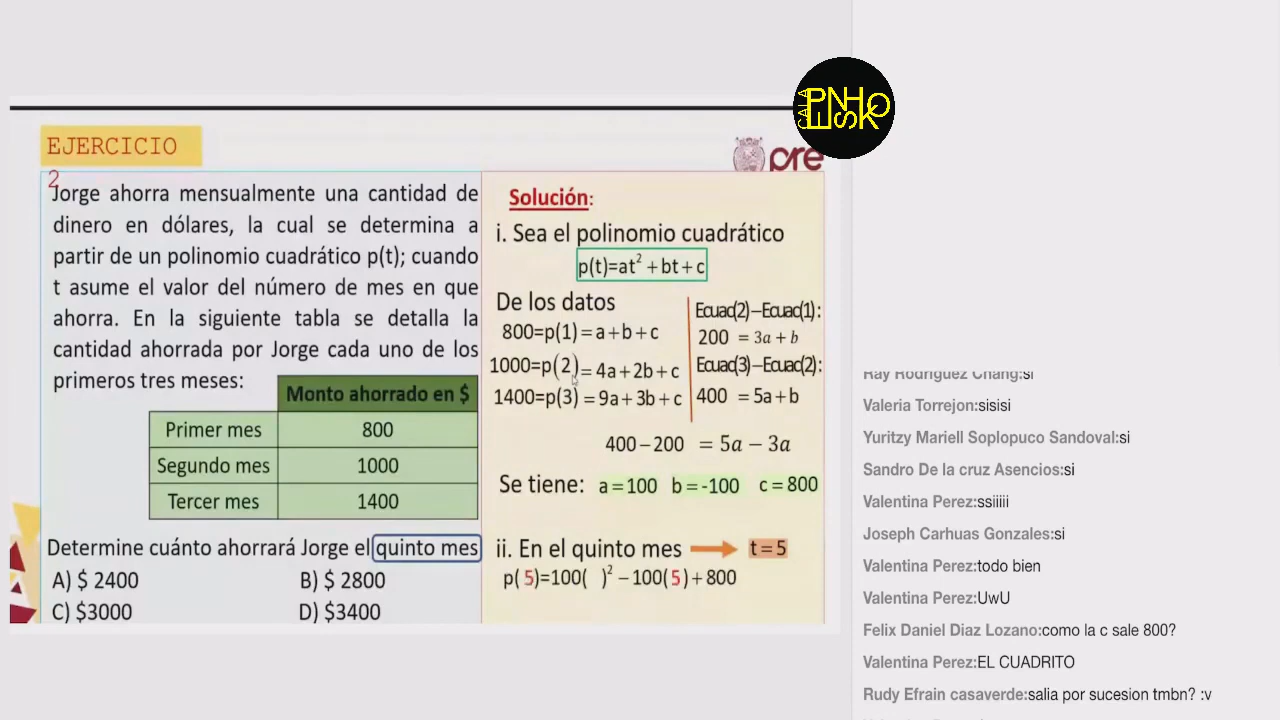 CALA
PENHOESK
EJERCICIO
2
pre
Jorge ahorra mensualmente una cantidad de
dinero en dólares, la cual se determina a
partir de un polinomio cuadrático p(t); cuando
t asume el valor del número de mes en que
ahorra. En la siguiente tabla se detalla la
cantidad ahorrada por Jorge cada uno de los
primeros tres meses:
Monto ahorrado en $
Primer mes 800
Segundo mes 1000
Tercer mes 1400
Determine cuánto ahorrará Jorge el quinto mes
A) $ 2400 B) $ 2800
C) $3000 D) $3400
Solución:
i. Sea el polinomio cuadrático
p(t)=at² + bt + c
De los datos
800=p(1) = a+b+c
1000=p(2) = 4a+2b+c
1400=p(3) = 9a+3b+c
Ecuac(2)−Ecuac(1):
200 = 3a + b
Ecuac(3)−Ecuac(2):
400 = 5a+b
400−200 = 5a − 3a
Se tiene: a=100 b=-100 c=800
ii. En el quinto mes t=5
p( 5)=100( )² −100(5)+800
Ray Rodriguez Chang:si
Valeria Torrejon:sisisi
Yuritzy Mariell Soplopuco Sandoval:si
Sandro De la cruz Asencios:si
Valentina Perez:ssiiiii
Joseph Carhuas Gonzales:si
Valentina Perez:todo bien
Valentina Perez:UwU
Felix Daniel Diaz Lozano:como la c sale 800?
Valentina Perez:EL CUADRITO
Rudy Efrain casaverde:salia por sucesion tmbn? :v